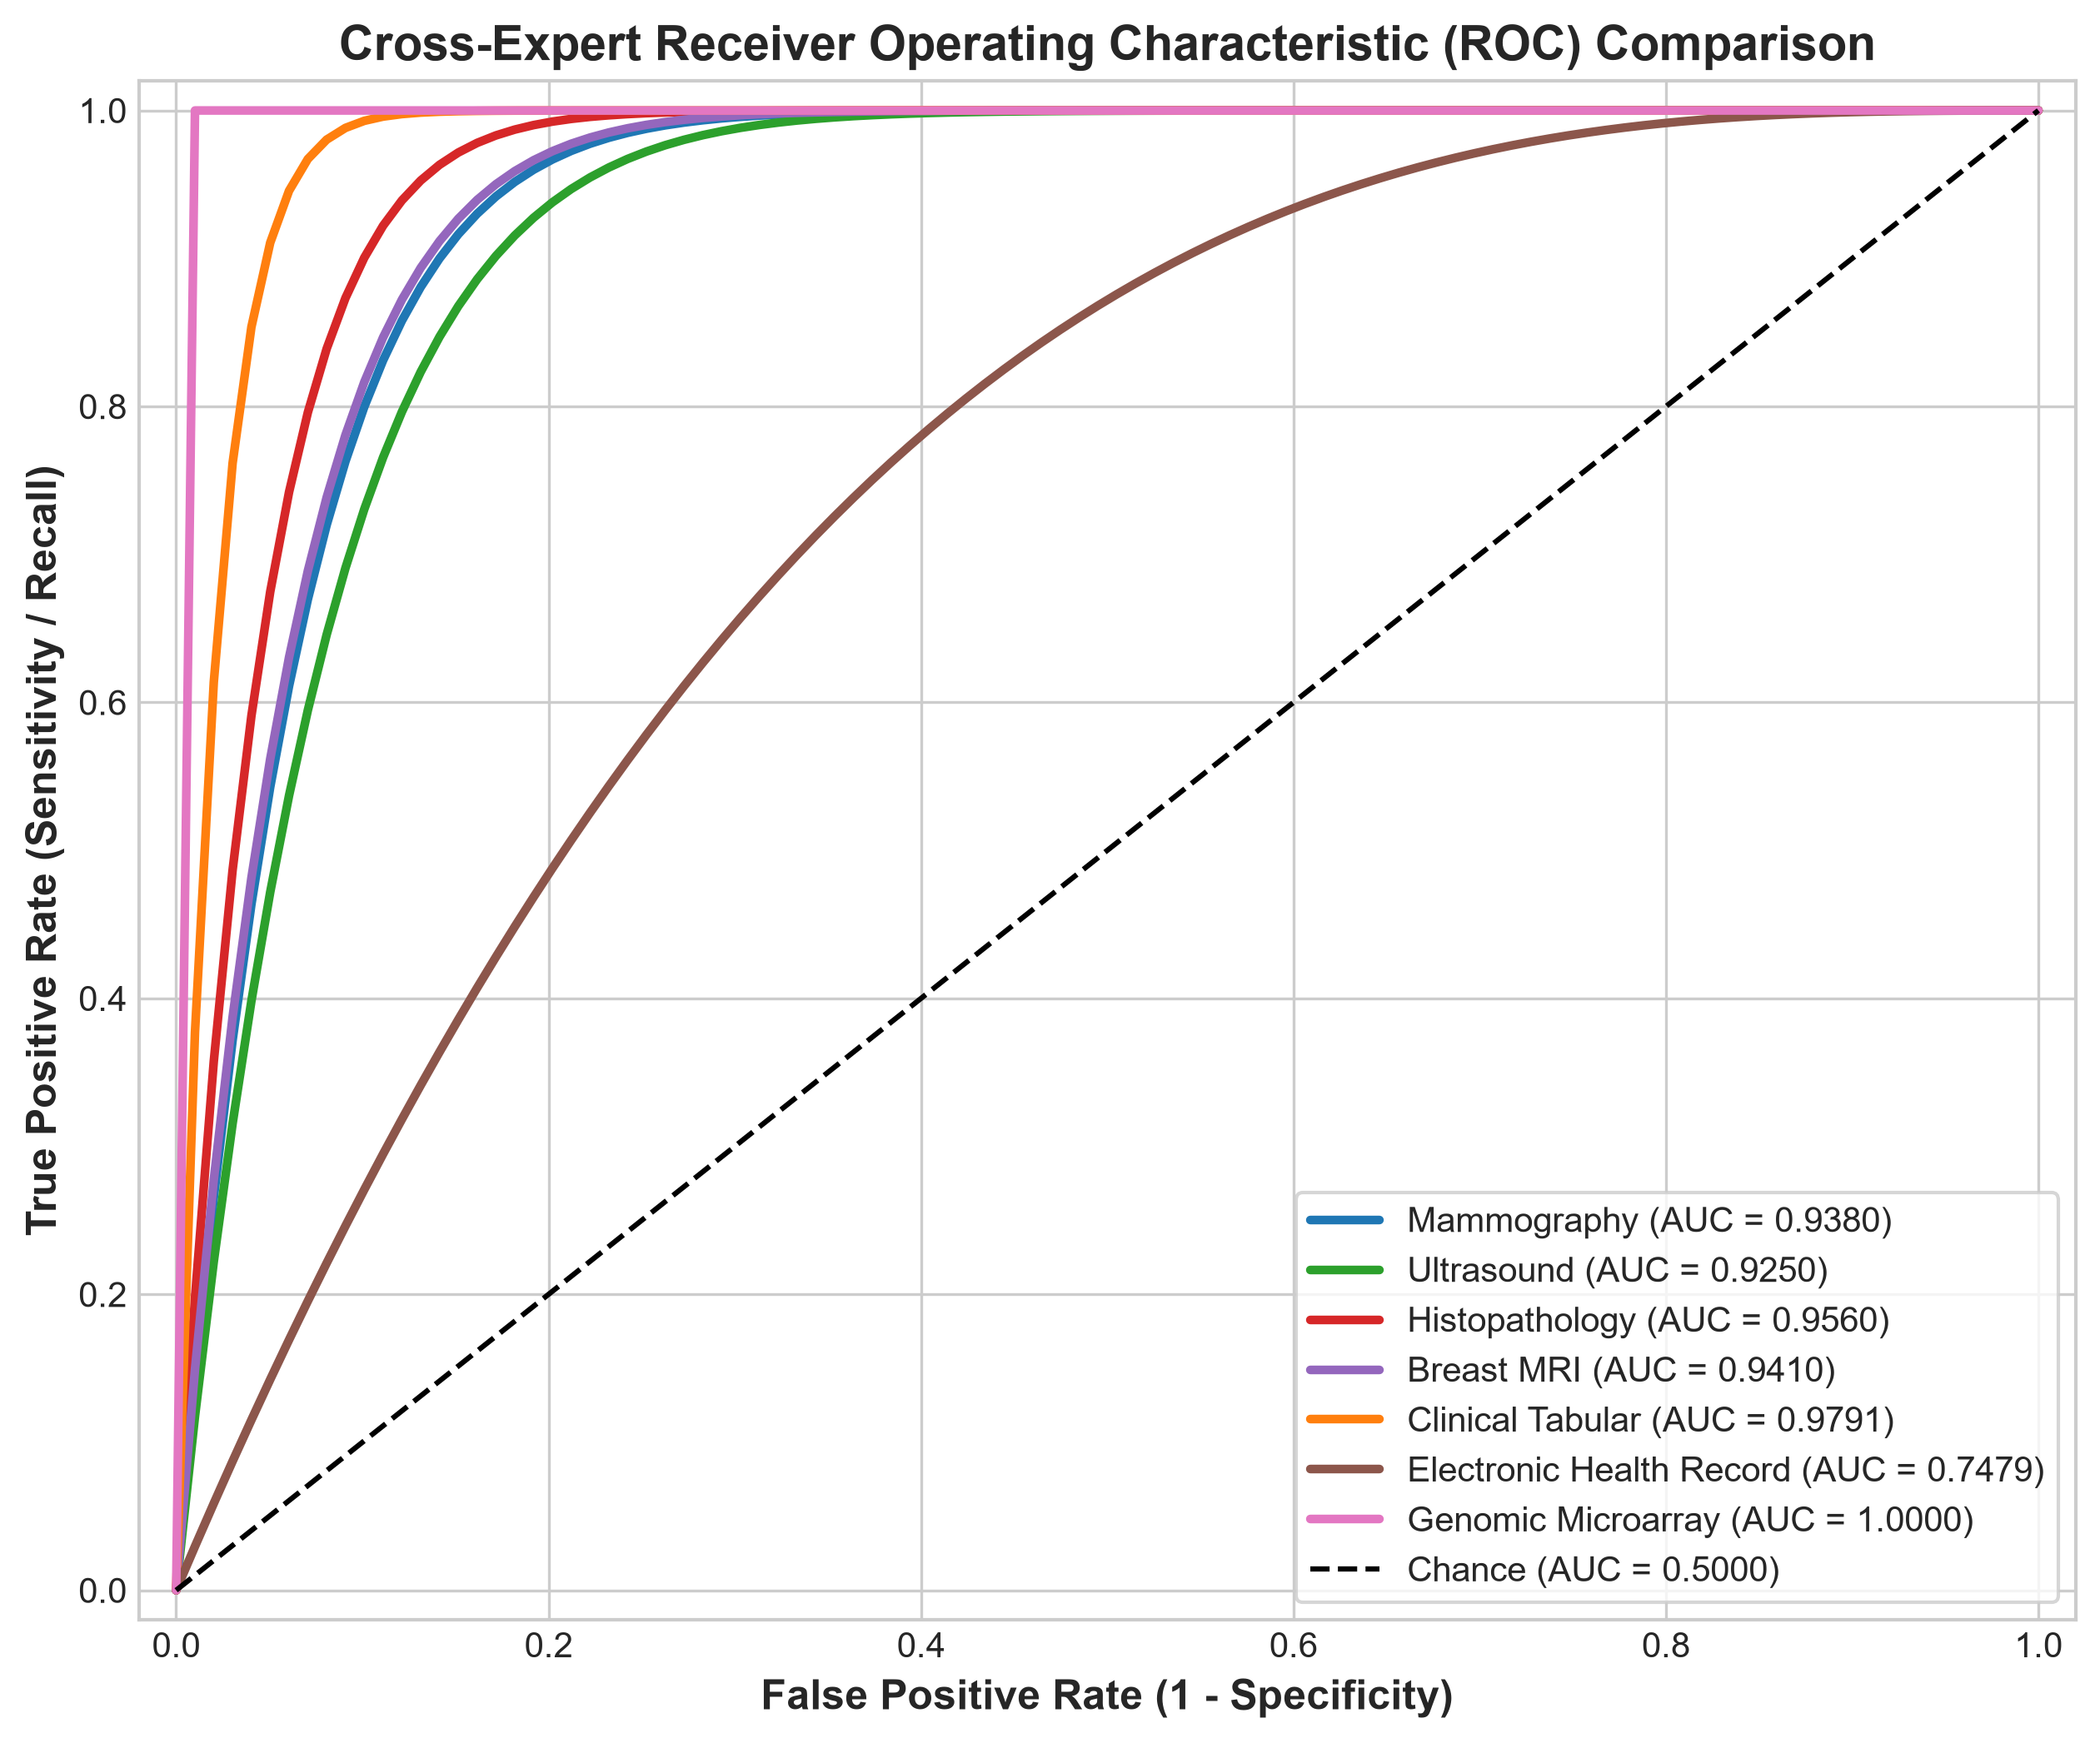 Cross-Expert Receiver Operating Characteristic (ROC) Comparison
True Positive Rate (Sensitivity / Recall)
1.0
0.8
0.6
0.4
0.2
0.0
Mammography (AUC = 0.9380)
Ultrasound (AUC = 0.9250)
Histopathology (AUC = 0.9560)
Breast MRI (AUC = 0.9410)
Clinical Tabular (AUC = 0.9791)
Electronic Health Record (AUC = 0.7479)
Genomic Microarray (AUC = 1.0000)
Chance (AUC = 0.5000)
0.0 0.2 0.4 0.6 0.8 1.0
False Positive Rate (1 - Specificity)